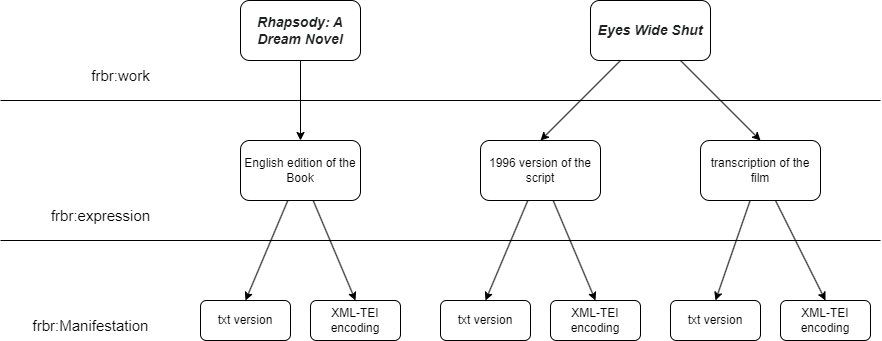 Rhapsody: A
Dream Novel
Eyes Wide Shut
frbr:work
English edition of the
Book
1996 version of the
script
transcription of the
film
frbr:expression
txt version
XML-TEI
encoding
txt version
XML-TEI
encoding
txt version
XML-TEI
encoding
frbr:Manifestation